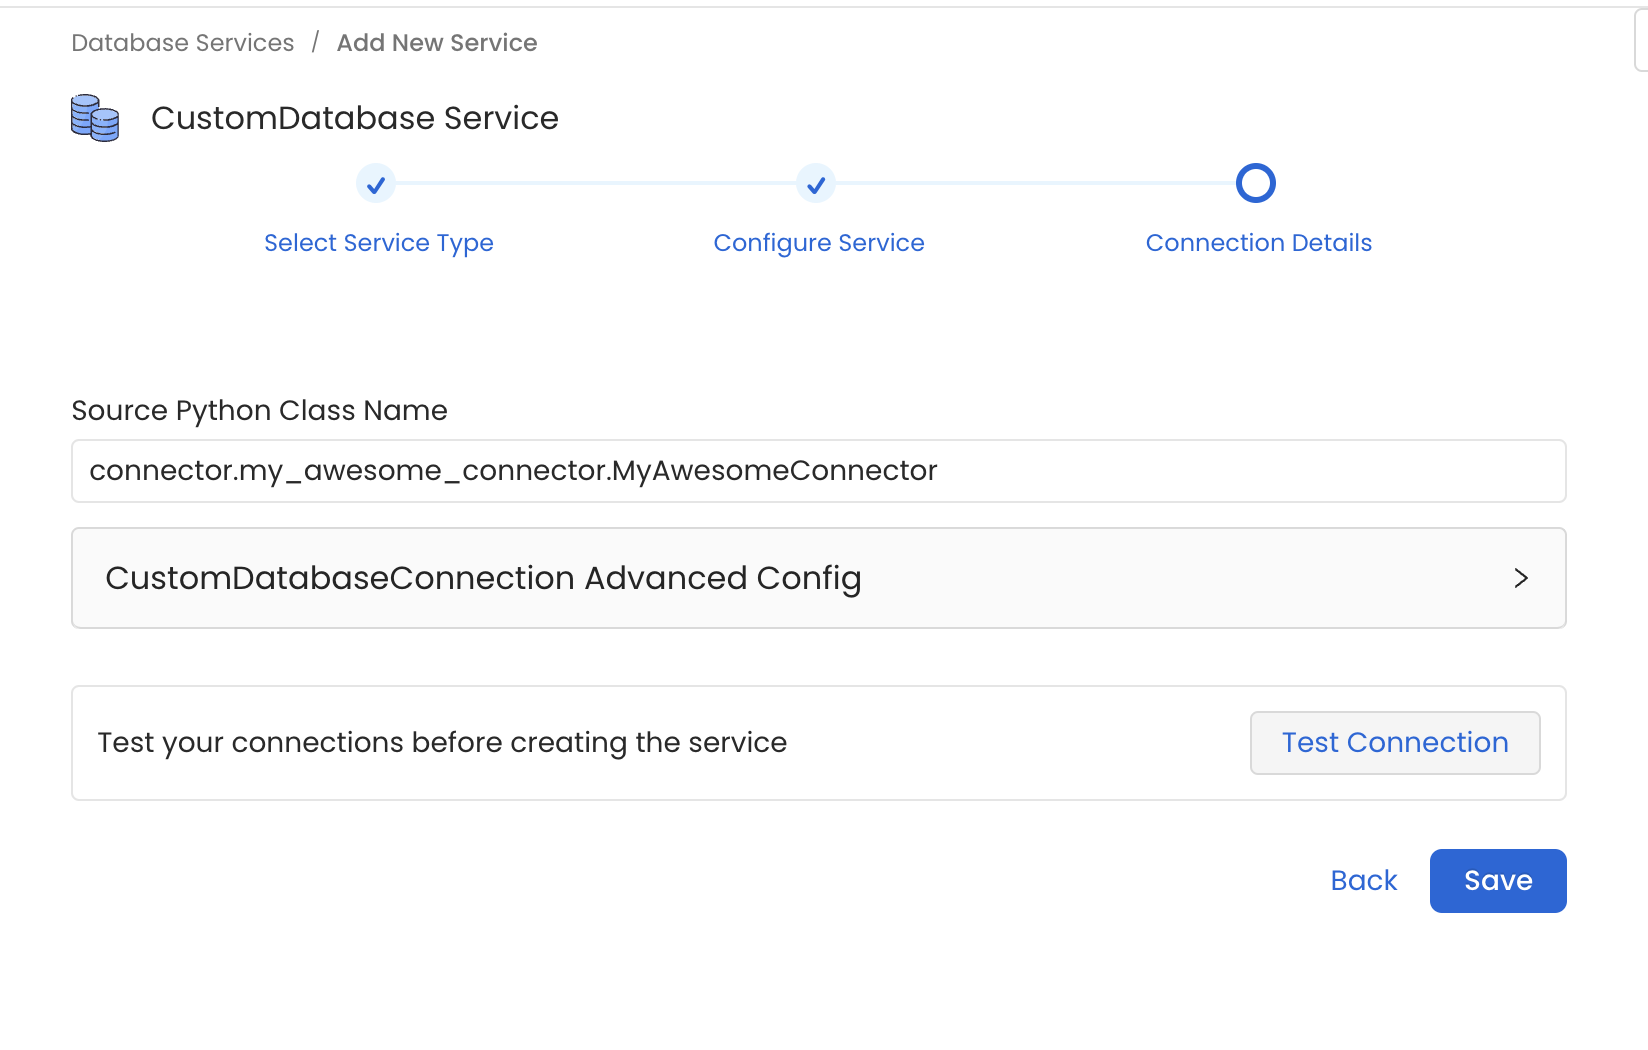 Database Services / Add New Service
CustomDatabase Service
Select Service Type
Configure Service
Connection Details
Source Python Class Name
connector.my_awesome_connector.MyAwesomeConnector
CustomDatabaseConnection Advanced Config
Test your connections before creating the service
Test Connection
Back
Save